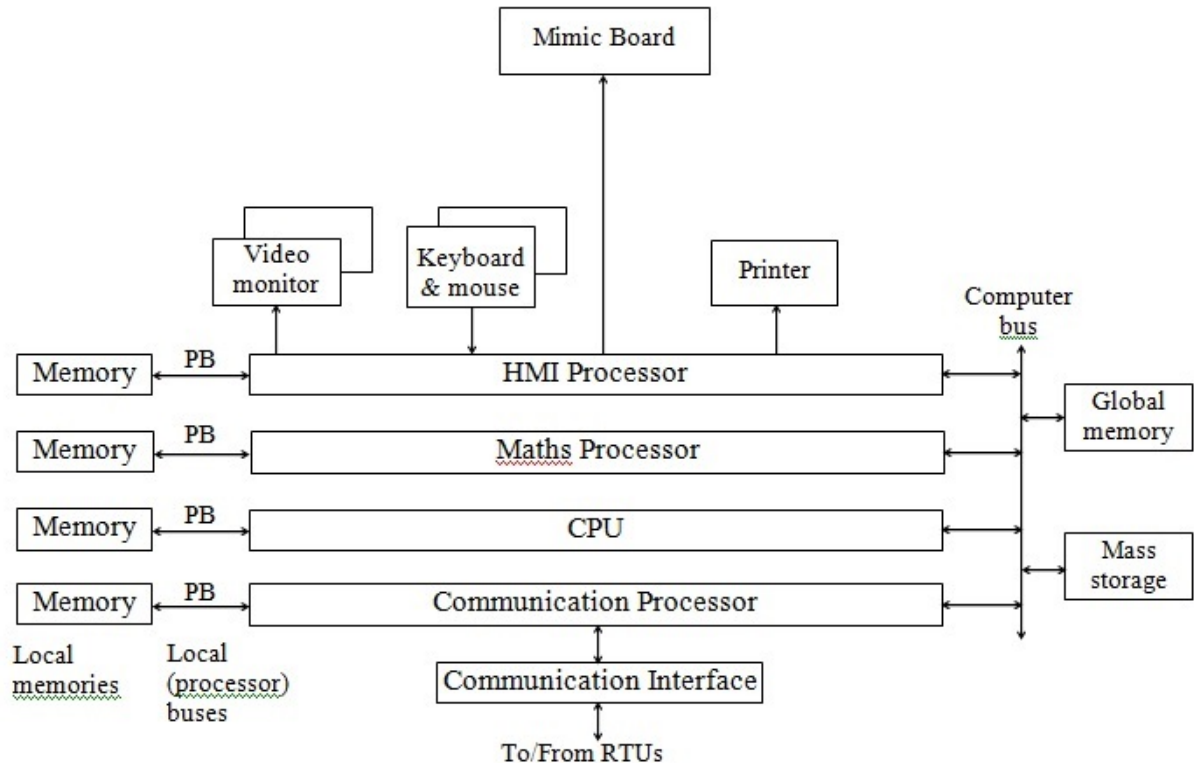 Mimic Board
Video
monitor
Keyboard
& mouse
Printer
Computer
bus
Memory
PB
HMI Processor
Global
memory
Memory
PB
Maths Processor
Memory
PB
CPU
Mass
storage
Memory
PB
Communication Processor
Local
memories
Local
(processor)
buses
Communication Interface
To/From RTUs